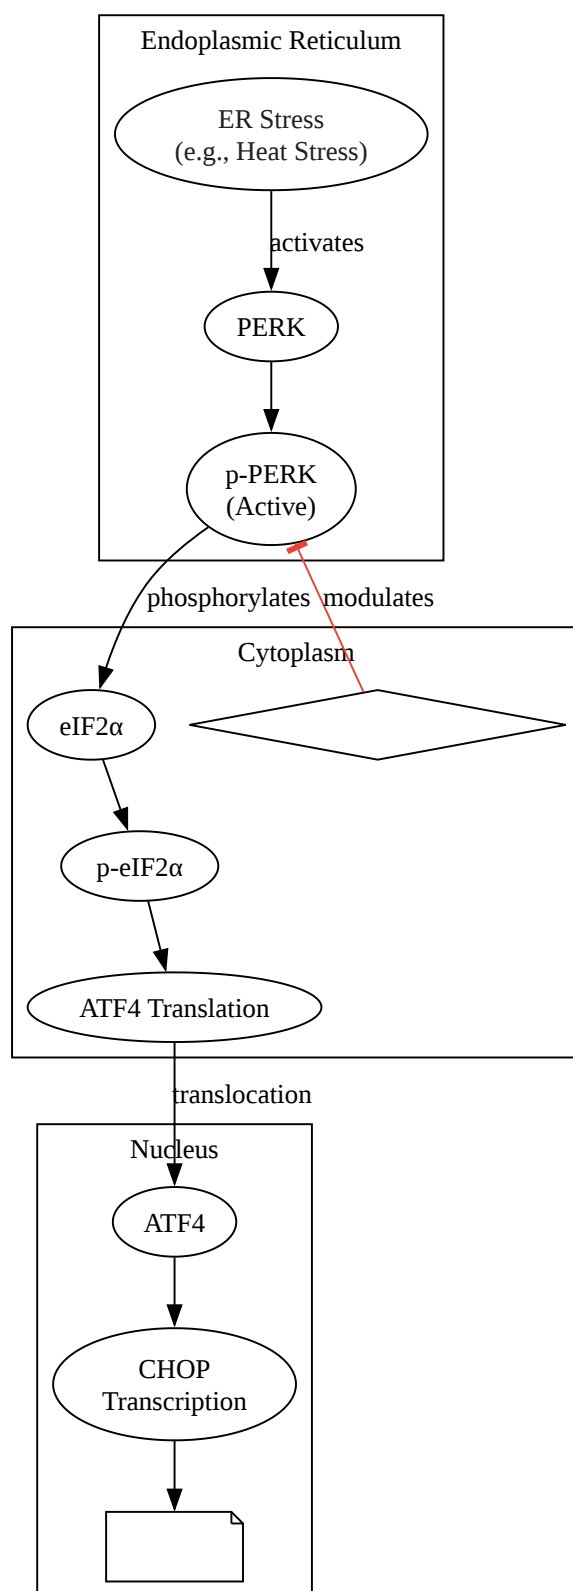 Endoplasmic Reticulum
ER Stress
(e.g., Heat Stress)
activates
PERK
p-PERK
(Active)
phosphorylates
modulates
Cytoplasm
eIF2α
p-eIF2α
ATF4 Translation
translocation
Nucleus
ATF4
CHOP
Transcription